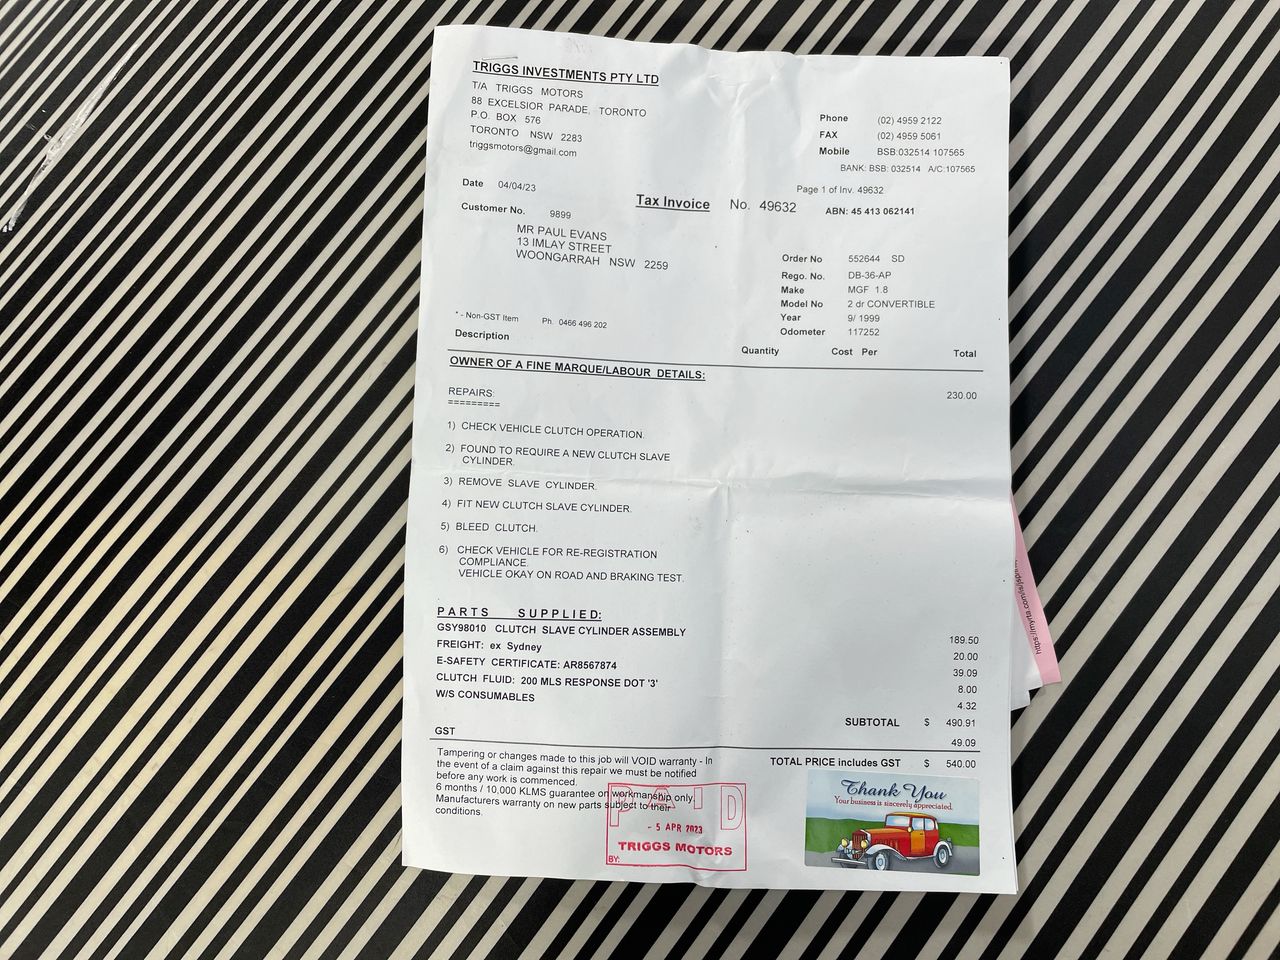 TRIGGS INVESTMENTS PTY LTD
T/A TRIGGS MOTORS
88 EXCELSIOR PARADE, TORONTO
P.O. BOX 576
TORONTO NSW 2283
triggsmotors@gmail.com
Phone (02) 4959 2122
FAX (02) 4959 5061
Mobile BSB:032514 107565
BANK: BSB: 032514 A/C:107565
Page 1 of Inv. 49632
Date 04/04/23
Tax Invoice No. 49632 ABN: 45 413 062141
Customer No. 9899
MR PAUL EVANS
13 IMLAY STREET
WOONGARRAH NSW 2259
Order No 552644 SD
Rego. No. DB-36-AP
Make MGF 1.8
Model No 2 dr CONVERTIBLE
Year 9/ 1999
Odometer 117252
* - Non-GST Item Ph. 0466 496 202
Description Quantity Cost Per Total
OWNER OF A FINE MARQUE/LABOUR DETAILS:
REPAIRS: 230.00
=========
1) CHECK VEHICLE CLUTCH OPERATION.
2) FOUND TO REQUIRE A NEW CLUTCH SLAVE
CYLINDER.
3) REMOVE SLAVE CYLINDER.
4) FIT NEW CLUTCH SLAVE CYLINDER.
5) BLEED CLUTCH.
6) CHECK VEHICLE FOR RE-REGISTRATION
COMPLIANCE.
VEHICLE OKAY ON ROAD AND BRAKING TEST.
PARTS SUPPLIED:
GSY98010 CLUTCH SLAVE CYLINDER ASSEMBLY 189.50
FREIGHT: ex Sydney 20.00
E-SAFETY CERTIFICATE: AR8567874 39.09
CLUTCH FLUID: 200 MLS RESPONSE DOT '3' 8.00
W/S CONSUMABLES 4.32
SUBTOTAL $ 490.91
GST 49.09
TOTAL PRICE includes GST $ 540.00
Tampering or changes made to this job will VOID warranty - In
the event of a claim against this repair we must be notified
before any work is commenced.
6 months / 10,000 KLMS guarantee on workmanship only.
Manufacturers warranty on new parts subject to their
conditions.
PAID
- 5 APR 2023
TRIGGS MOTORS
BY:
Thank You
Your business is sincerely appreciated.